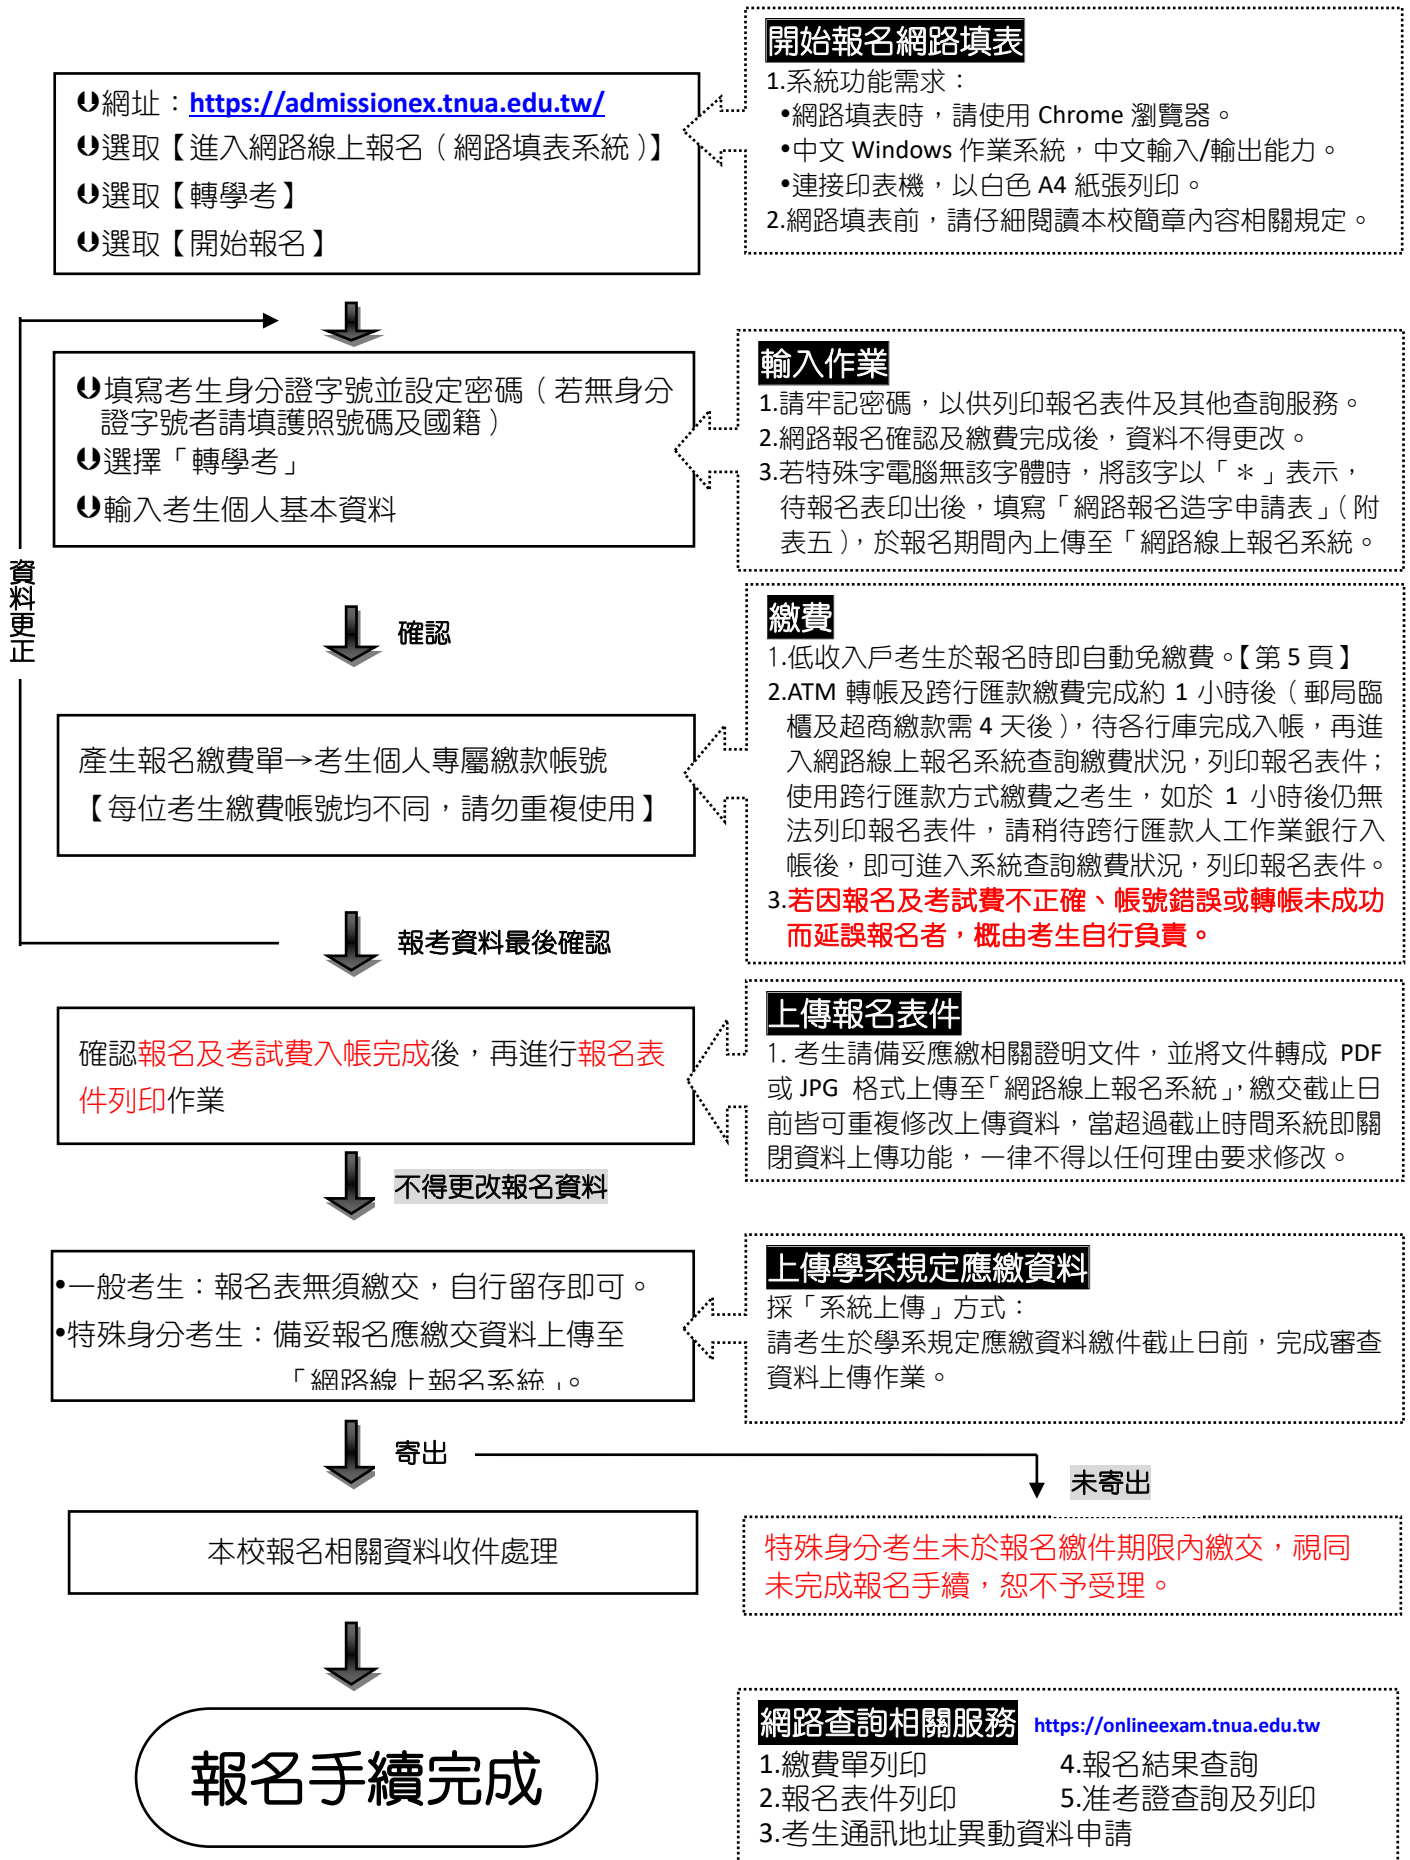 開始報名網路填表
1.系統功能需求：
•網路填表時，請使用 Chrome 瀏覽器。
•中文 Windows 作業系統，中文輸入/輸出能力。
•連接印表機，以白色 A4 紙張列印。
2.網路填表前，請仔細閱讀本校簡章內容相關規定。
網址：https://admissionex.tnua.edu.tw/
選取【進入網路線上報名（網路填表系統）】
選取【轉學考】
選取【開始報名】
輸入作業
1.請牢記密碼，以供列印報名表件及其他查詢服務。
2.網路報名確認及繳費完成後，資料不得更改。
3.若特殊字電腦無該字體時，將該字以「＊」表示，
待報名表印出後，填寫「網路報名造字申請表」（附
表五），於報名期間內上傳至「網路線上報名系統。
填寫考生身分證字號並設定密碼（若無身分
證字號者請填護照號碼及國籍）
選擇「轉學考」
輸入考生個人基本資料
資料更正
確認
繳費
1.低收入戶考生於報名時即自動免繳費。【第 5 頁】
2.ATM 轉帳及跨行匯款繳費完成約 1 小時後（郵局臨
櫃及超商繳款需 4 天後），待各行庫完成入帳，再進
入網路線上報名系統查詢繳費狀況，列印報名表件；
使用跨行匯款方式繳費之考生，如於 1 小時後仍無
法列印報名表件，請稍待跨行匯款人工作業銀行入
帳後，即可進入系統查詢繳費狀況，列印報名表件。
3.若因報名及考試費不正確、帳號錯誤或轉帳未成功
而延誤報名者，概由考生自行負責。
產生報名繳費單→考生個人專屬繳款帳號
【每位考生繳費帳號均不同，請勿重複使用】
報考資料最後確認
上傳報名表件
1. 考生請備妥應繳相關證明文件，並將文件轉成 PDF
或 JPG 格式上傳至「網路線上報名系統」，繳交截止日
前皆可重複修改上傳資料，當超過截止時間系統即關
閉資料上傳功能，一律不得以任何理由要求修改。
確認報名及考試費入帳完成後，再進行報名表
件列印作業
不得更改報名資料
上傳學系規定應繳資料
採「系統上傳」方式：
請考生於學系規定應繳資料繳件截止日前，完成審查
資料上傳作業。
•一般考生：報名表無須繳交，自行留存即可。
•特殊身分考生：備妥報名應繳交資料上傳至
「網路線上報名系統」。
寄出
未寄出
本校報名相關資料收件處理
特殊身分考生未於報名繳件期限內繳交，視同
未完成報名手續，恕不予受理。
報名手續完成
網路查詢相關服務 https://onlineexam.tnua.edu.tw
1.繳費單列印 4.報名結果查詢
2.報名表件列印 5.准考證查詢及列印
3.考生通訊地址異動資料申請